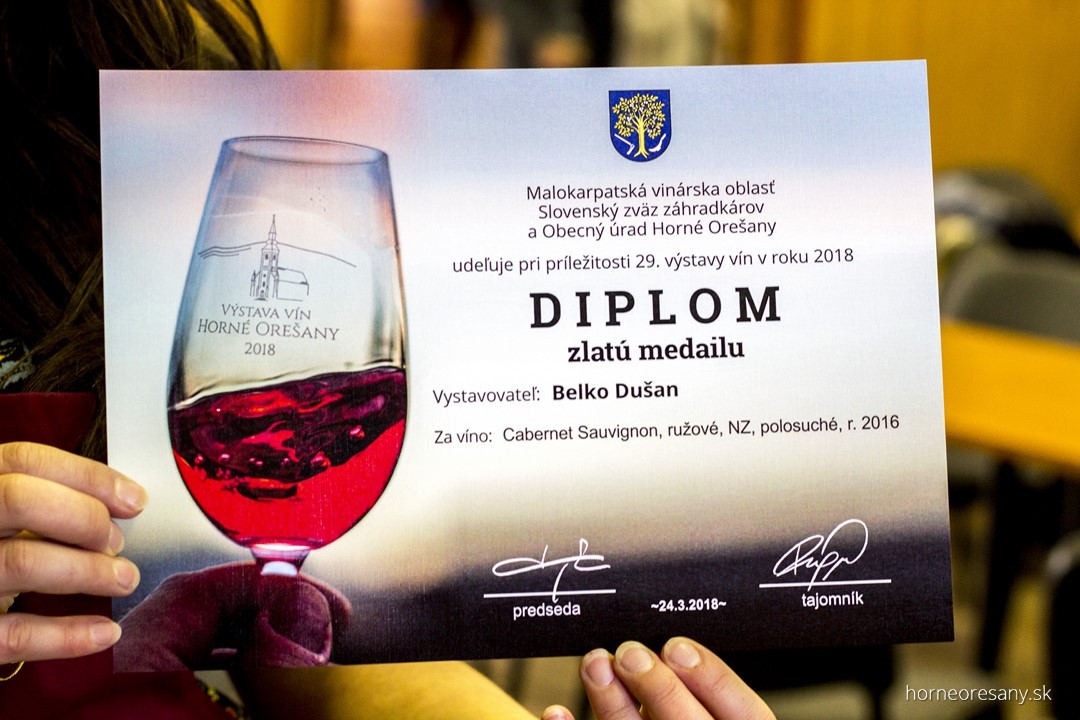 Malokarpatská vinárska oblasť
Slovenský zväz záhradkárov
a Obecný úrad Horné Orešany
udeľuje pri príležitosti 29. výstavy vín v roku 2018
DIPLOM
zlatú medailu
Vystavovateľ: Belko Dušan
Za víno: Cabernet Sauvignon, ružové, NZ, polosuché, r. 2016
VÝSTAVA VÍN
HORNÉ OREŠANY
2018
predseda
~24.3.2018~
tajomník
horneoresany.sk